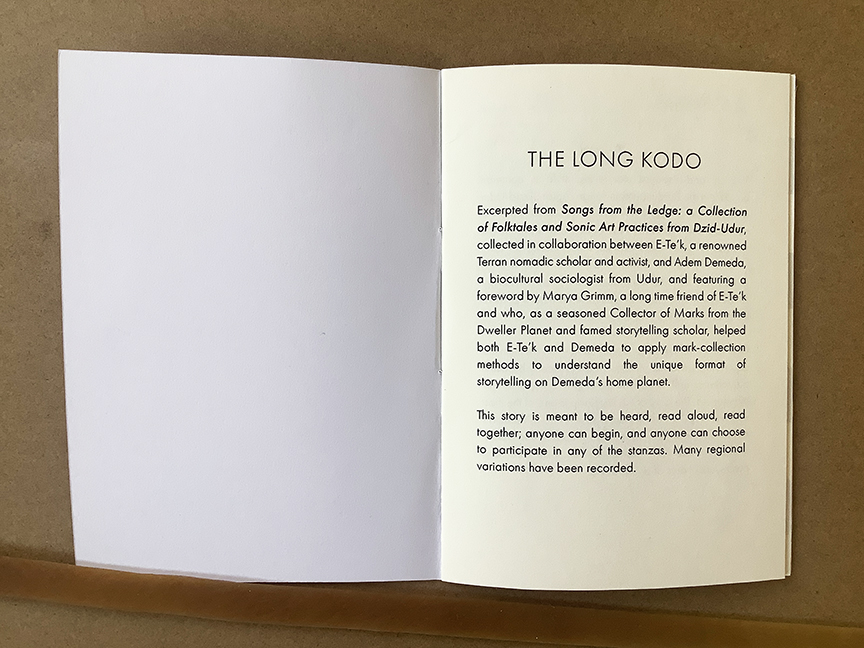 THE LONG KODO
Excerpted from Songs from the Ledge: a Collection
of Folktales and Sonic Art Practices from Dzid-Udur,
collected in collaboration between E-Te’k, a renowned
Terran nomadic scholar and activist, and Adem Demeda,
a biocultural sociologist from Udur, and featuring a
foreword by Marya Grimm, a long time friend of E-Te’k
and who, as a seasoned Collector of Marks from the
Dweller Planet and famed storytelling scholar, helped
both E-Te’k and Demeda to apply mark-collection
methods to understand the unique format of
storytelling on Demeda’s home planet.
This story is meant to be heard, read aloud, read
together; anyone can begin, and anyone can choose
to participate in any of the stanzas. Many regional
variations have been recorded.